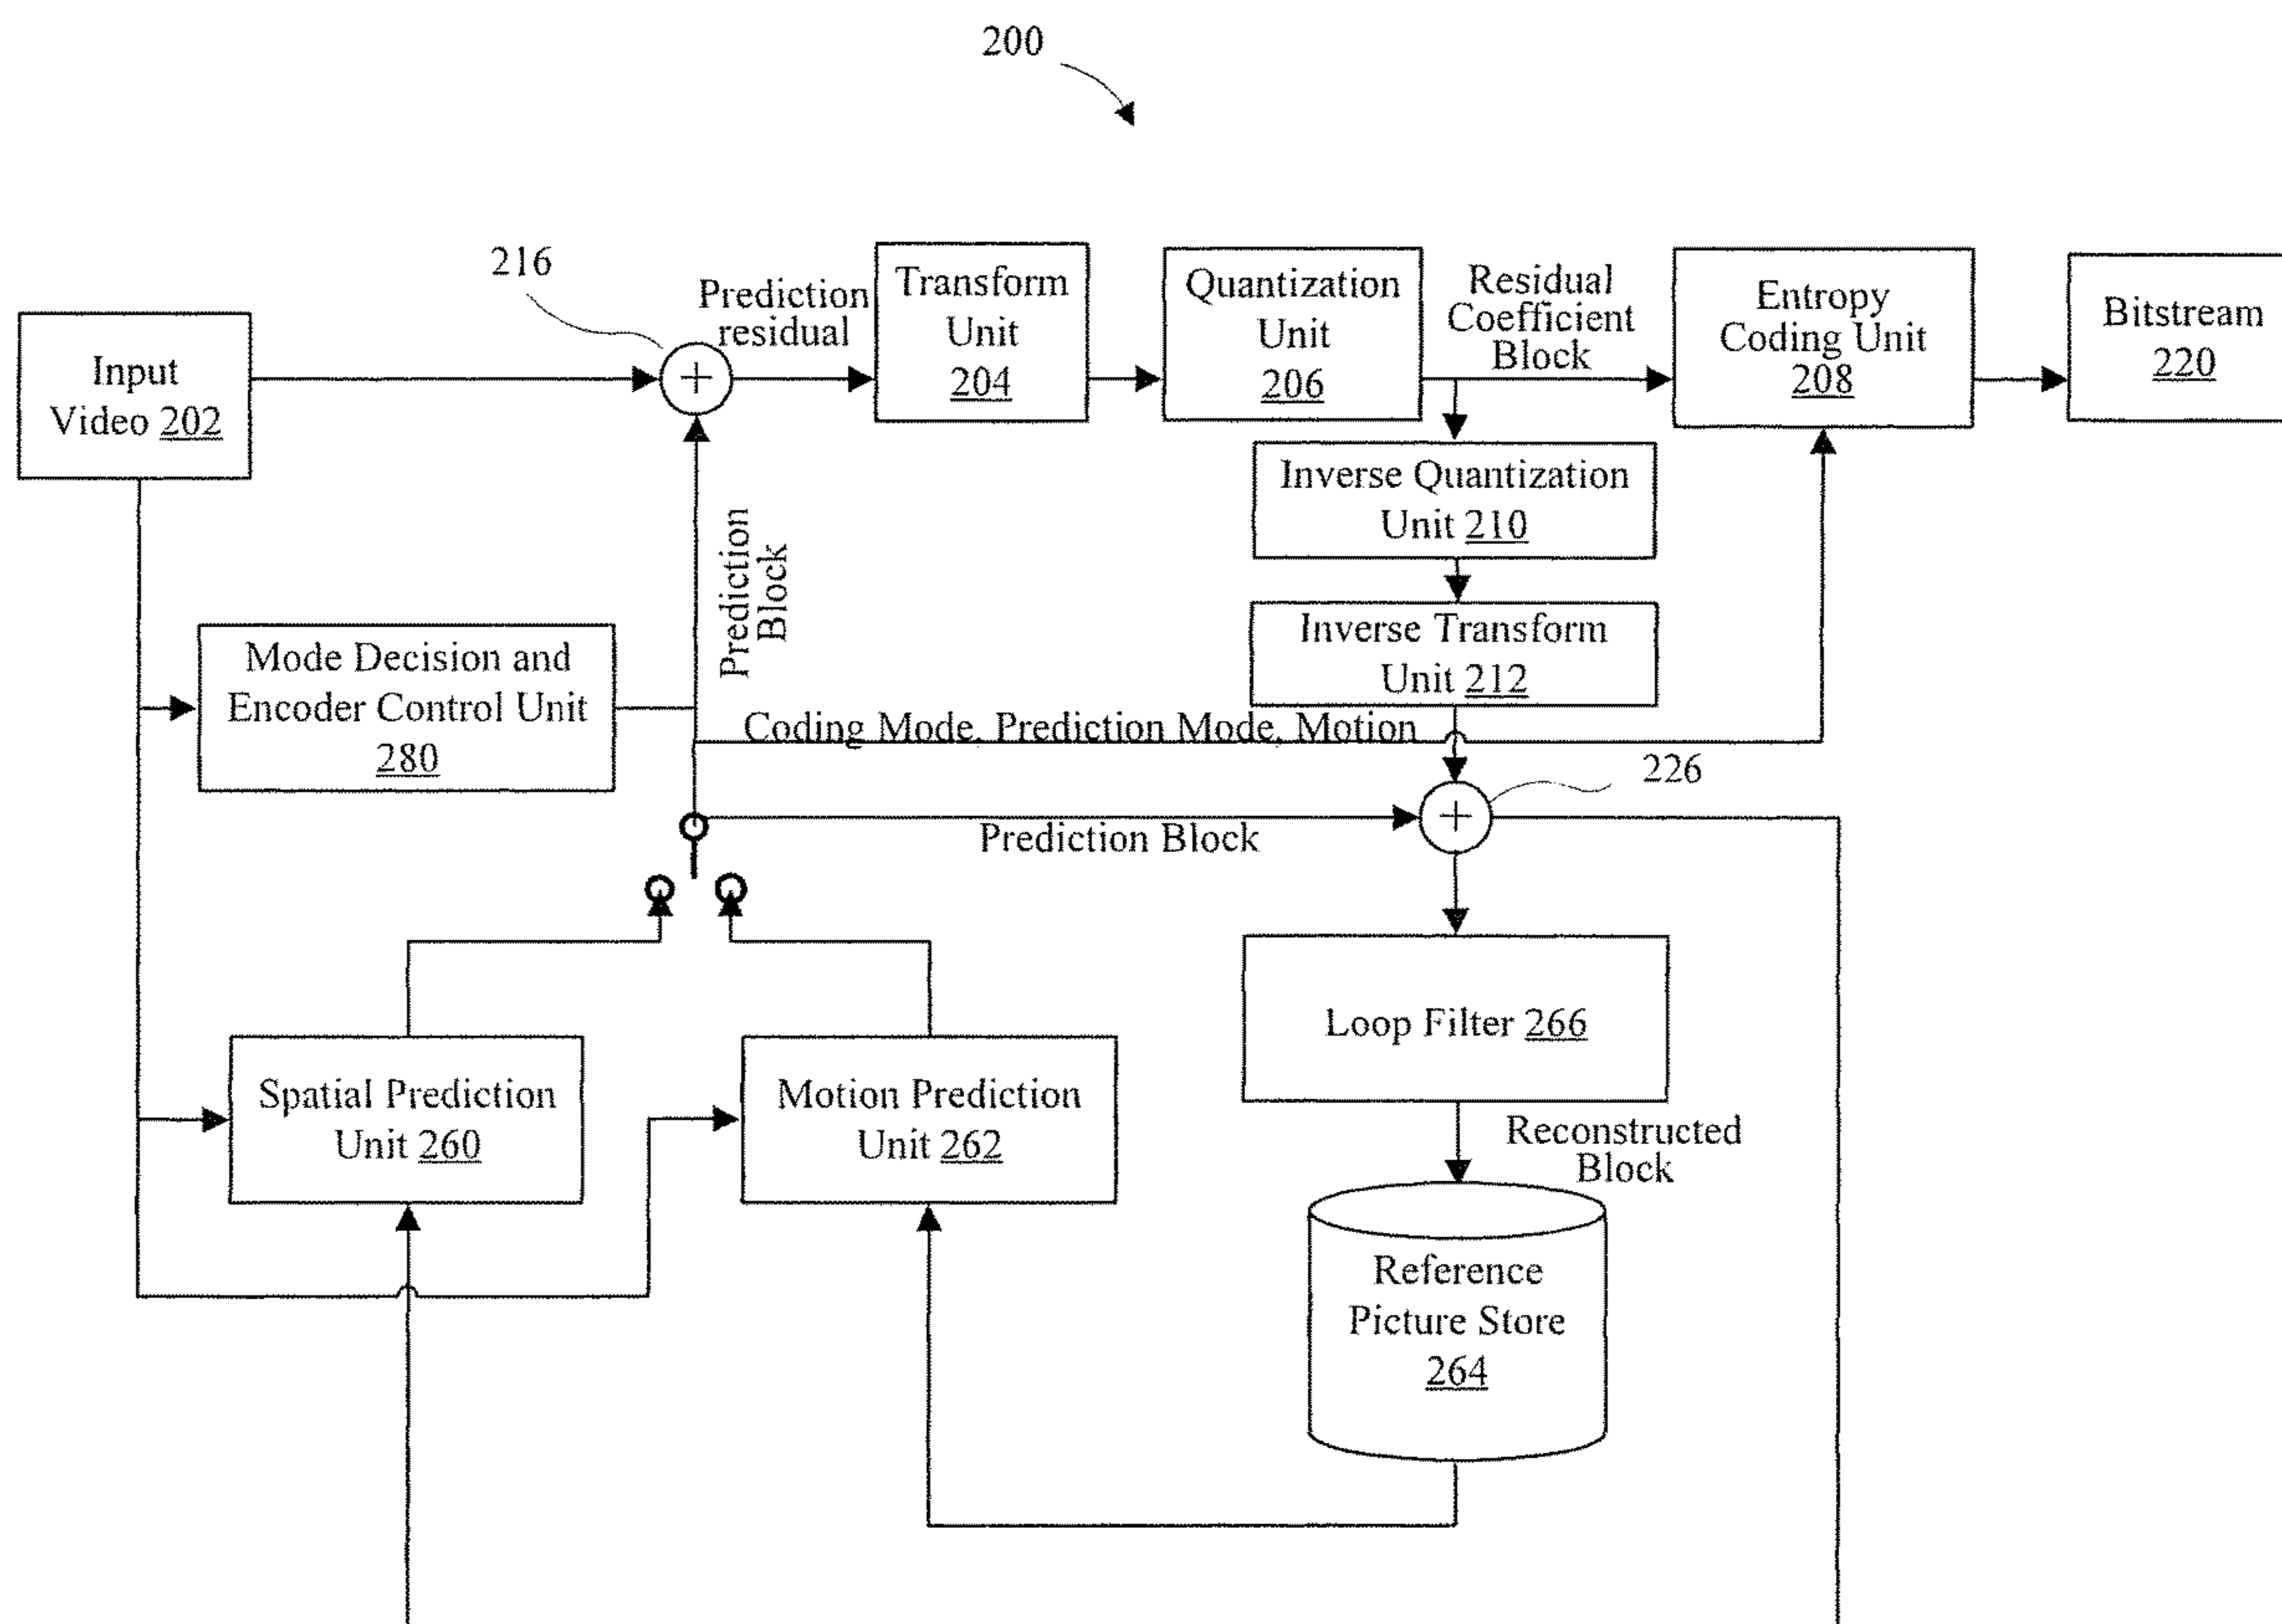 200
216
Input
Video 202
Prediction
residual
Transform
Unit
204
Quantization
Unit
206
Residual
Coefficient
Block
Entropy
Coding Unit
208
Bitstream
220
Inverse Quantization
Unit 210
Inverse Transform
Unit 212
Prediction
Block
Mode Decision and
Encoder Control Unit
280
Coding Mode, Prediction Mode, Motion
226
Prediction Block
+
+
Loop Filter 266
Spatial Prediction
Unit 260
Motion Prediction
Unit 262
Reconstructed
Block
Reference
Picture Store
264